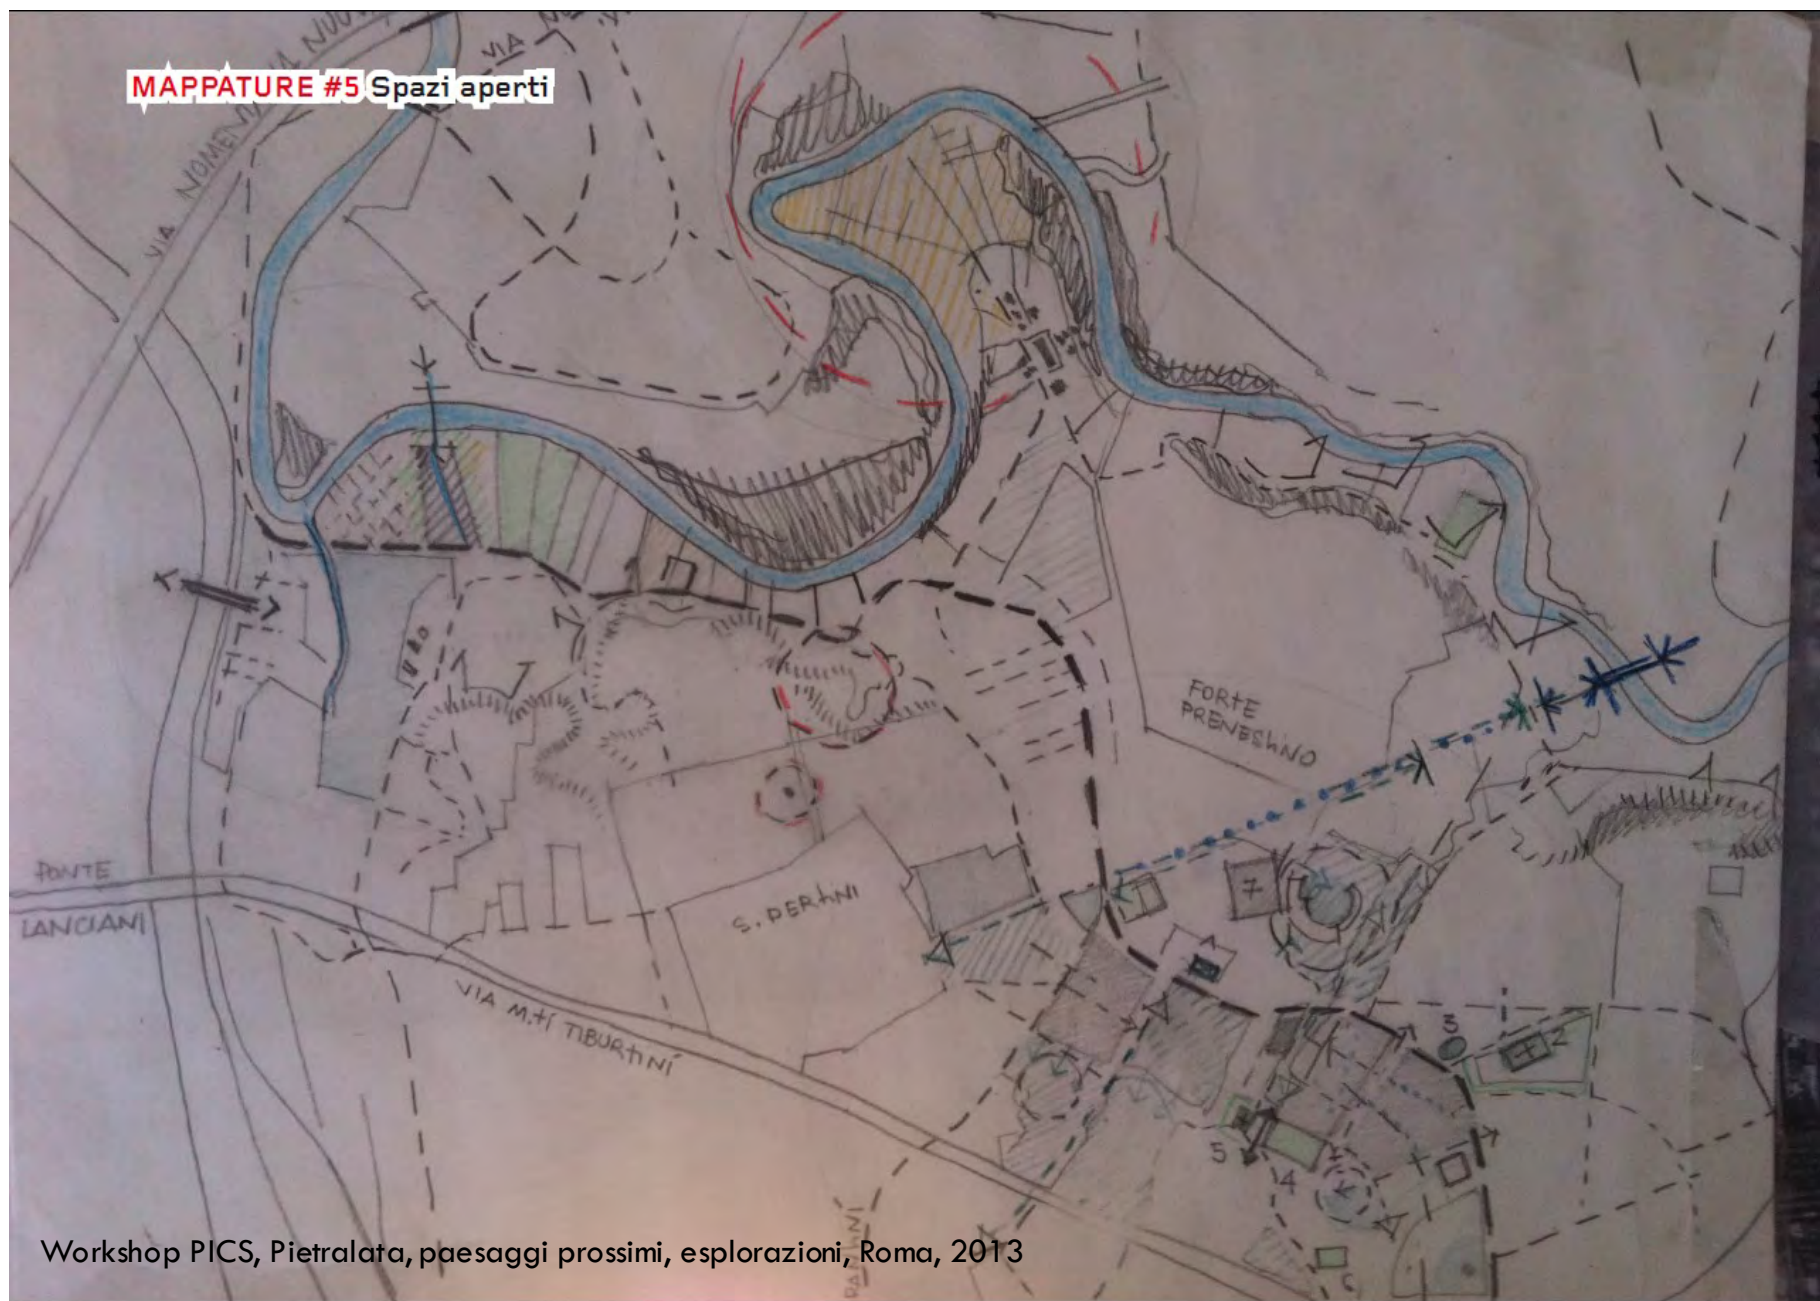 VIA NOMENTANA NUOVA
VIA
MAPPATURE #5 Spazi aperti
FORTE
PRENESTINO
PONTE
LANCIANI
S. PERTINI
VIA M.TI TIBURTINI
7
3
2
5
4
6
Workshop PICS, Pietralata, paesaggi prossimi, esplorazioni, Roma, 2013